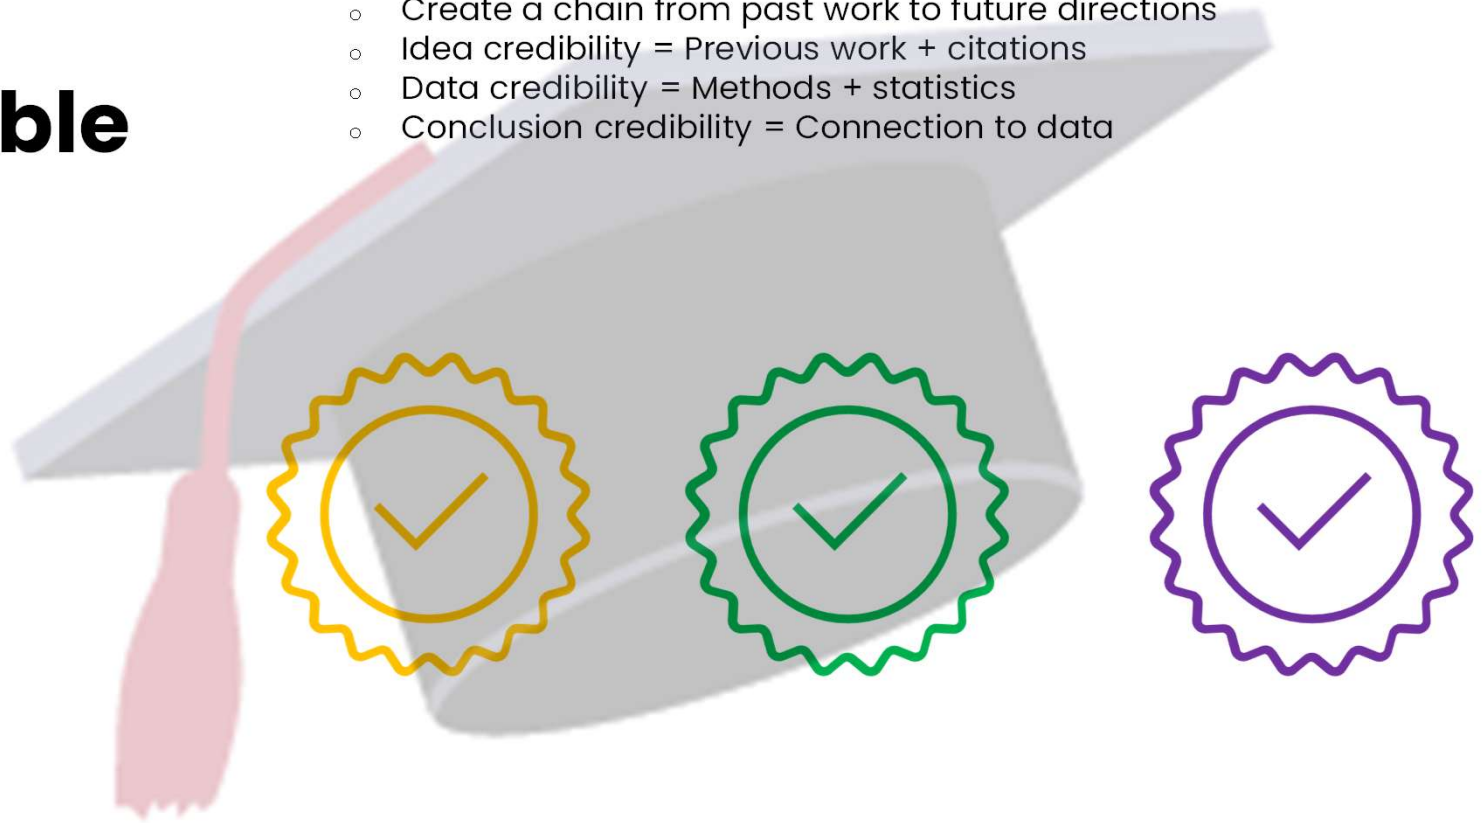 Create a chain from past work to future directions
Idea credibility = Previous work + citations
ble
Data credibility = Methods + statistics
Conclusion credibility = Connection to data